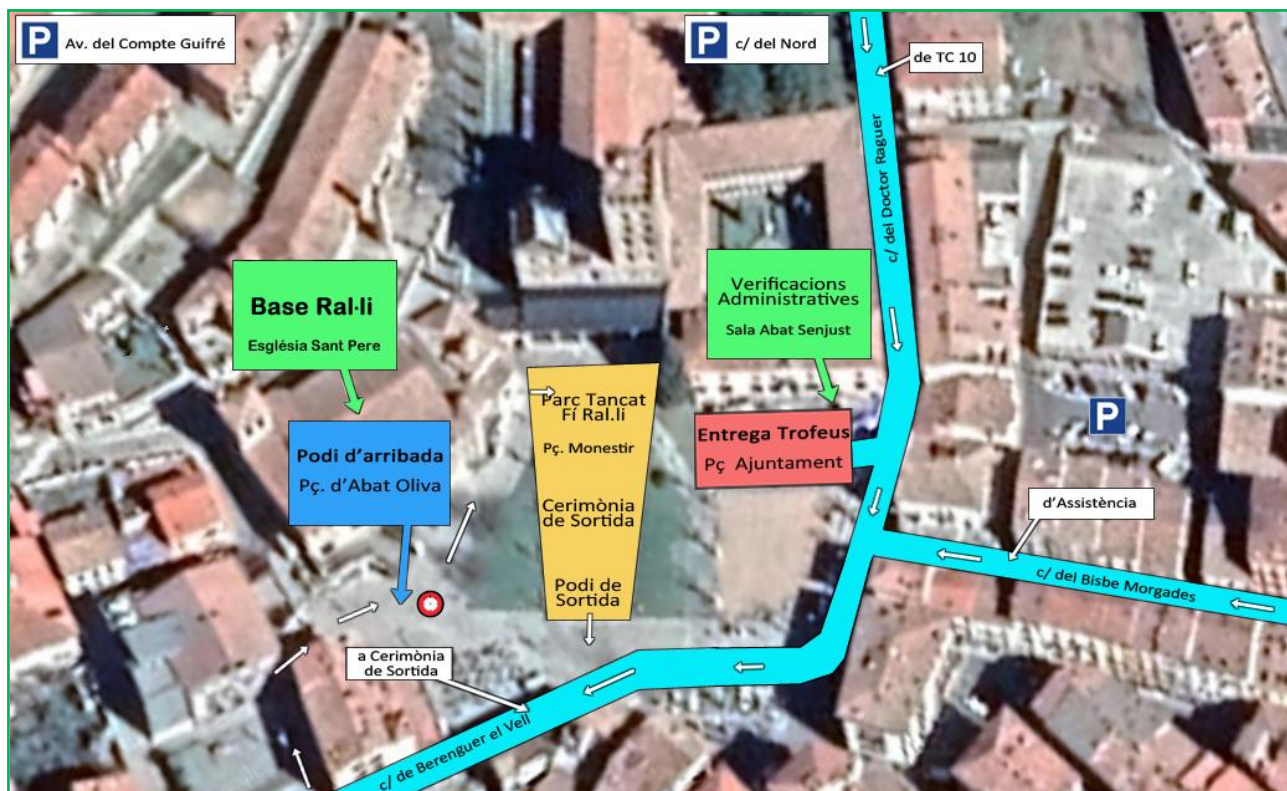 P Av. del Compte Guifré
P c/ del Nord
de TC 10
c/ del Doctor Raguer
Base Ral·li
Església Sant Pere
Verificacions
Administratives
Sala Abat Senjust
Parc Tancat
Fí Ral.li
Pç. Monestir
Cerimònia
de Sortida
Podi de
Sortida
Podi d'arribada
Pç. d'Abat Oliva
Entrega Trofeus
Pç Ajuntament
P
d'Assistència
c/ del Bisbe Morgades
a Cerimònia
de Sortida
c/ de Berenguer el Vell